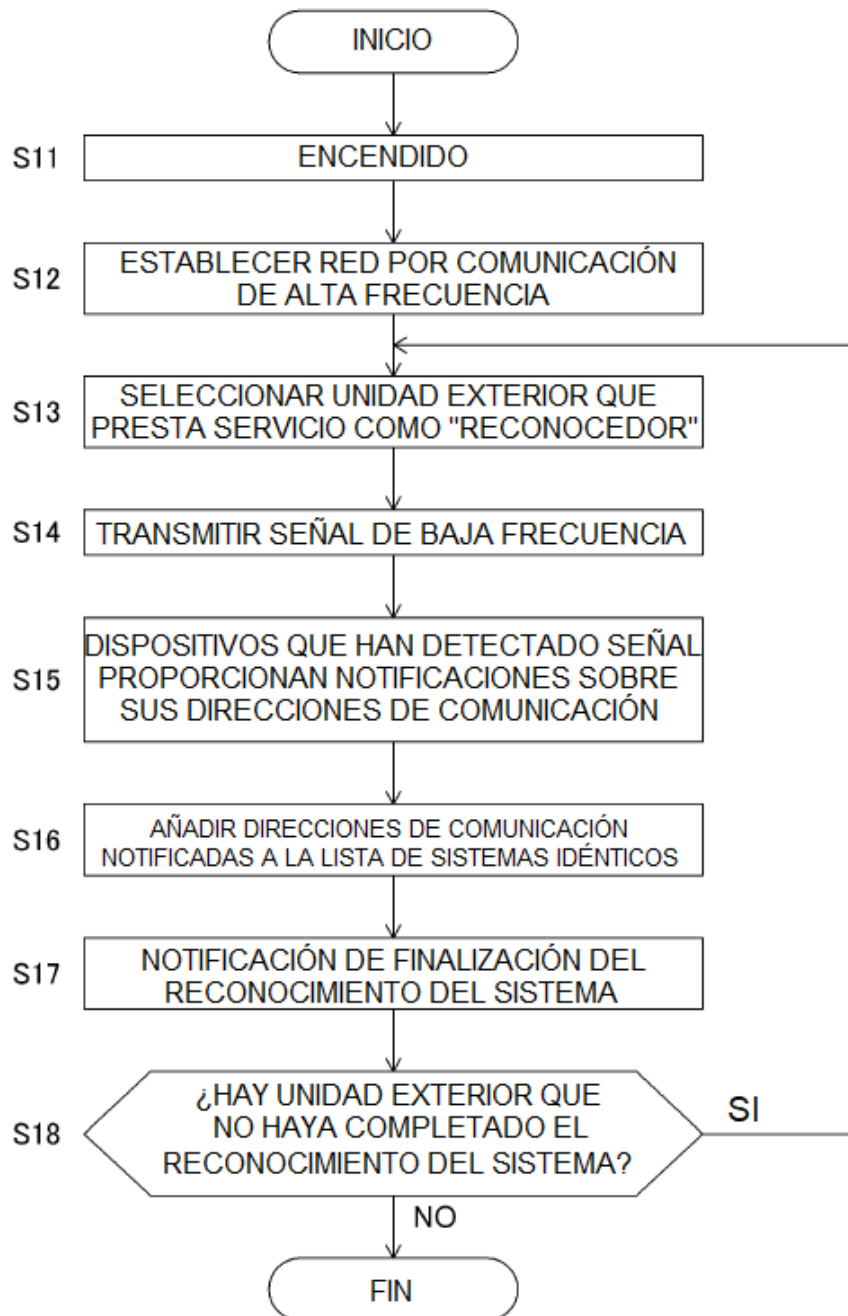 INICIO
S11
ENCENDIDO
S12
ESTABLECER RED POR COMUNICACIÓN
DE ALTA FRECUENCIA
S13
SELECCIONAR UNIDAD EXTERIOR QUE
PRESTA SERVICIO COMO "RECONOCEDOR"
S14
TRANSMITIR SEÑAL DE BAJA FRECUENCIA
S15
DISPOSITIVOS QUE HAN DETECTADO SEÑAL
PROPORCIONAN NOTIFICACIONES SOBRE
SUS DIRECCIONES DE COMUNICACIÓN
S16
AÑADIR DIRECCIONES DE COMUNICACIÓN
NOTIFICADAS A LA LISTA DE SISTEMAS IDÉNTICOS
S17
NOTIFICACIÓN DE FINALIZACIÓN DEL
RECONOCIMIENTO DEL SISTEMA
S18
¿HAY UNIDAD EXTERIOR QUE
NO HAYA COMPLETADO EL
RECONOCIMIENTO DEL SISTEMA?
SI
NO
FIN